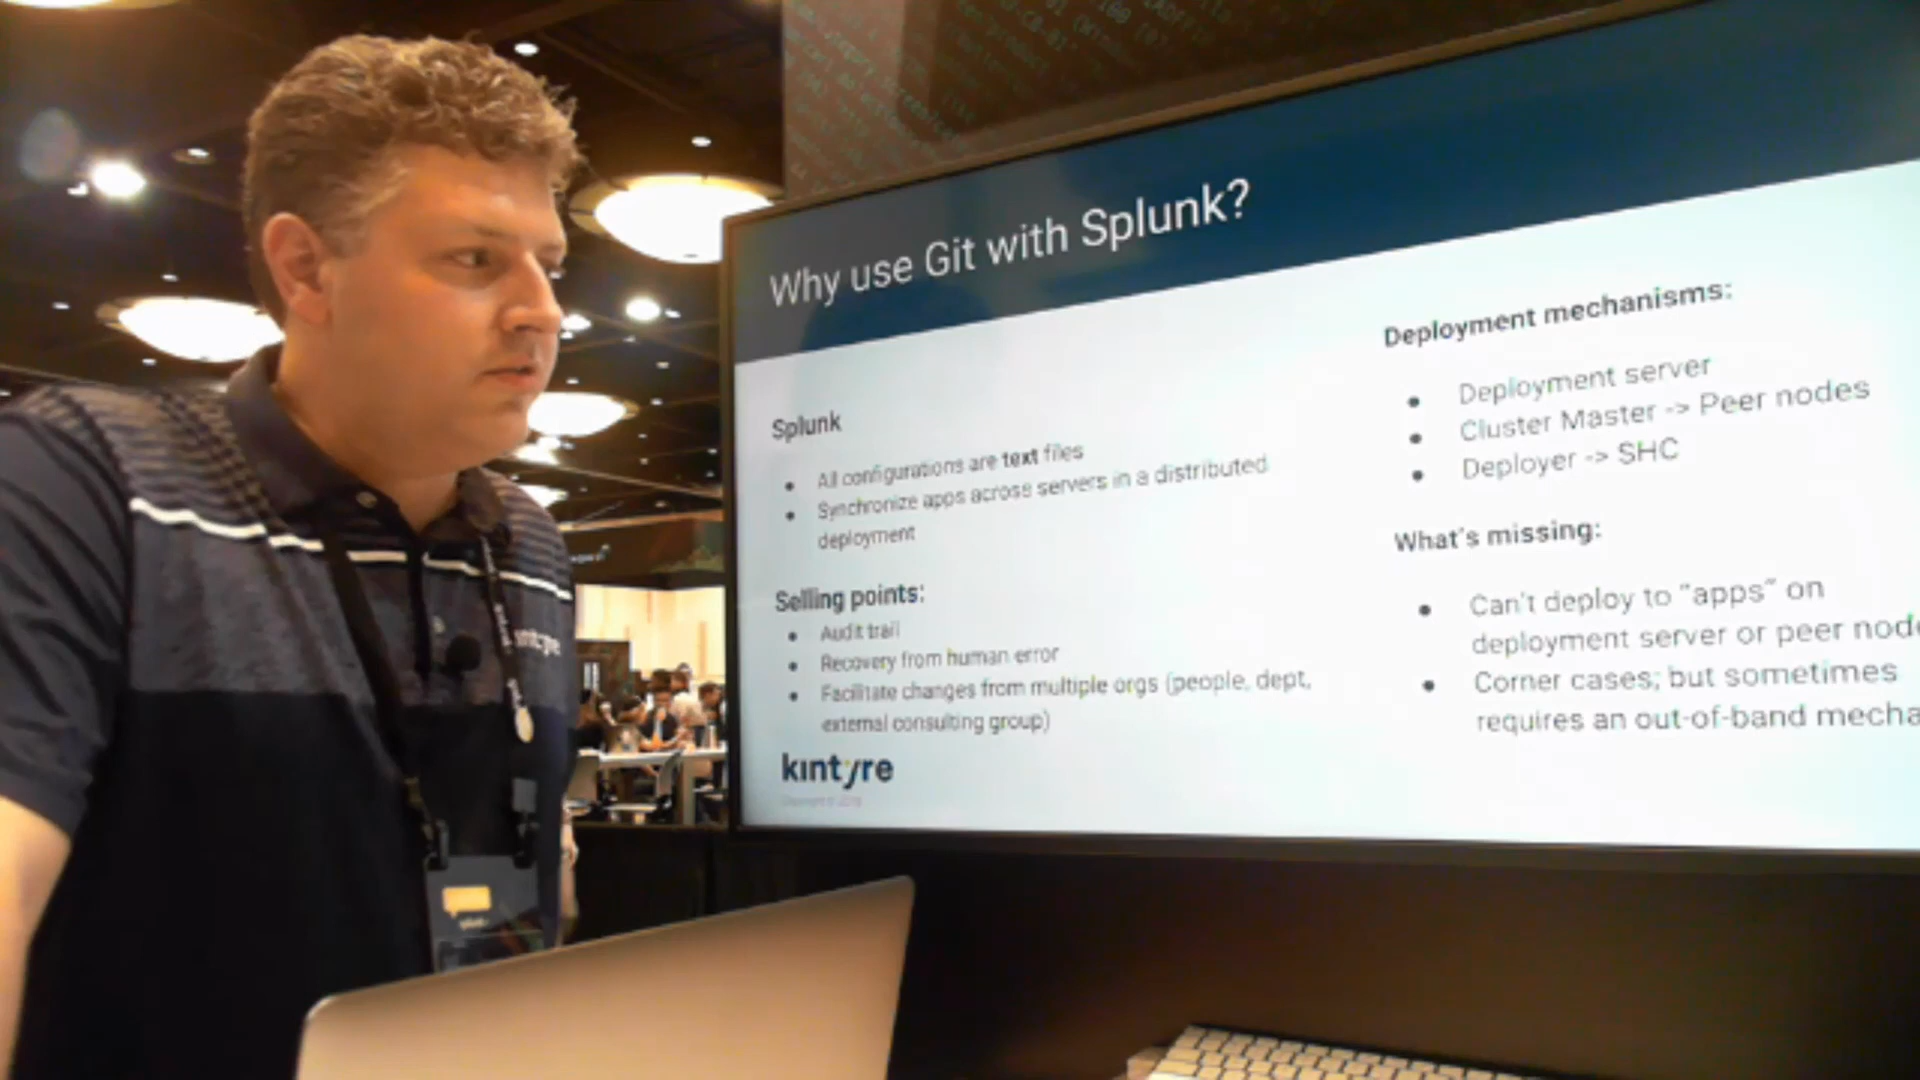 Why use Git with Splunk?
Splunk
All configurations are text files
Synchronize apps across servers in a distributed
deployment
Selling points:
Audit trail
Recovery from human error
Facilitate changes from multiple orgs (people, dept,
external consulting group)
kintyre
Deployment mechanisms:
Deployment server
Cluster Master -> Peer nodes
Deployer -> SHC
What's missing:
Can't deploy to "apps" on
deployment server or peer node
Corner cases; but sometimes
requires an out-of-band mecha